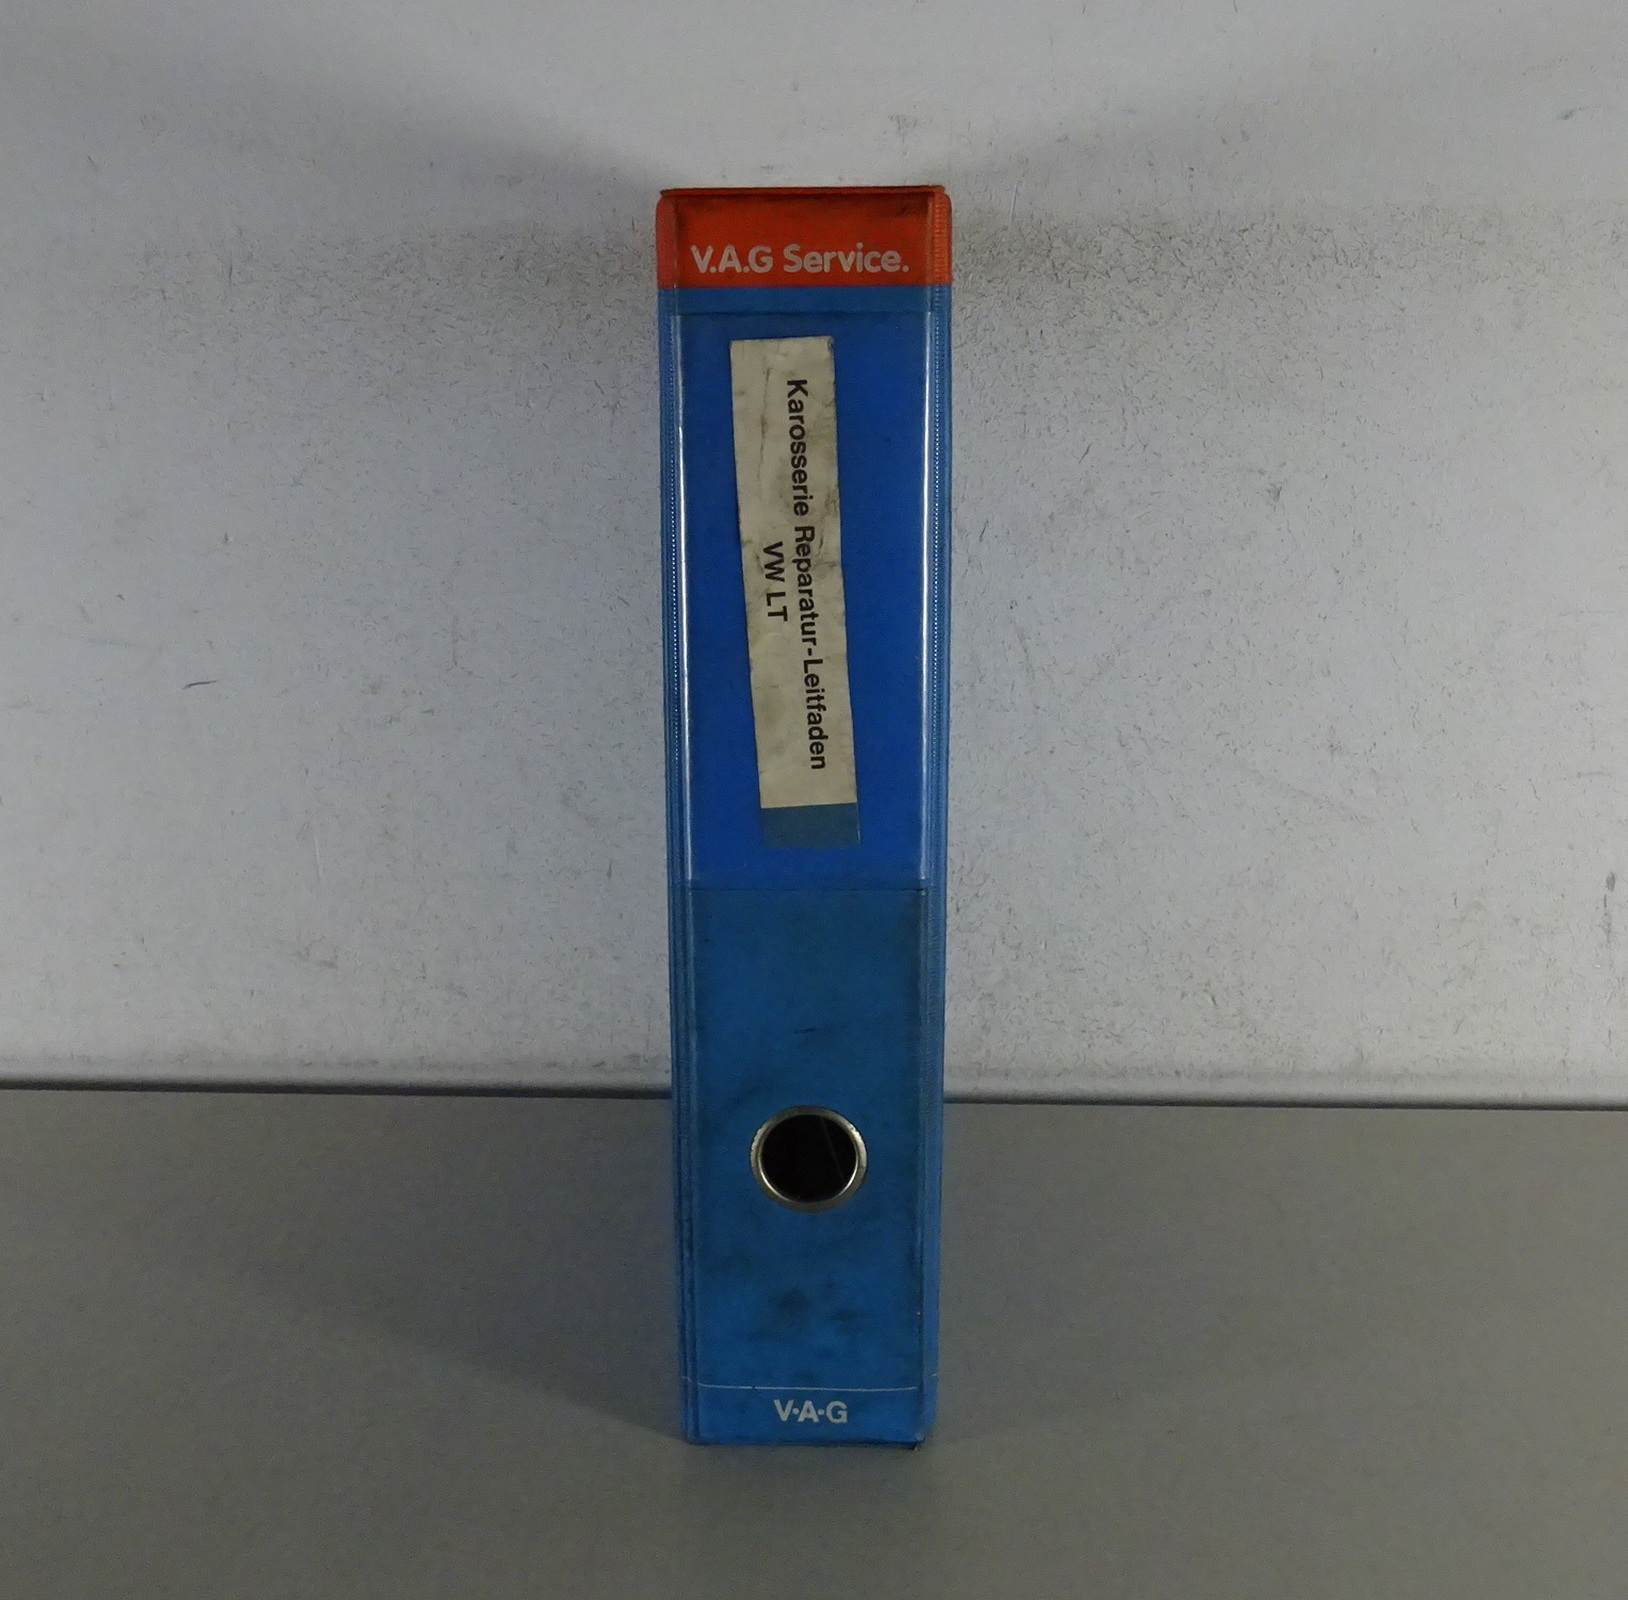 V.A.G Service.
Karosserie Reparatur-Leitfaden
VW LT
V·A·G